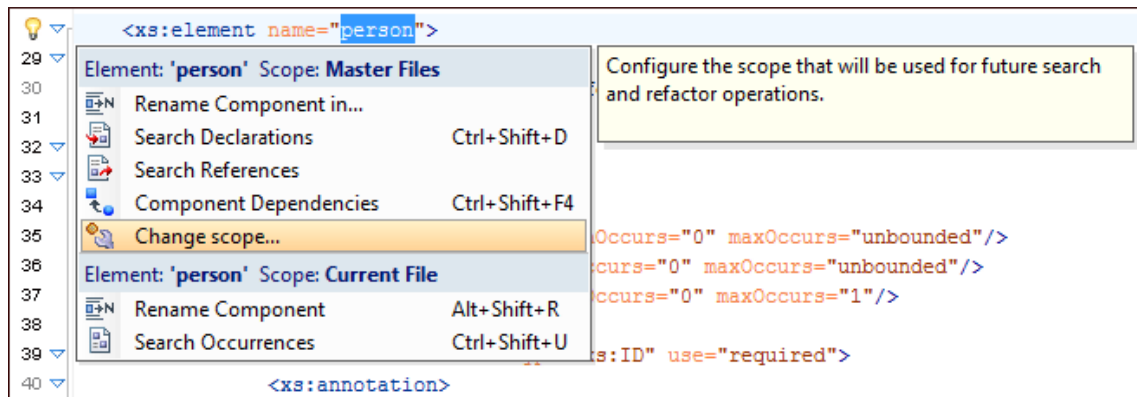 <xs:element name="person">
29
Element: 'person' Scope: Master Files
Configure the scope that will be used for future search
and refactor operations.
30
Rename Component in...
31
Search Declarations Ctrl+Shift+D
32
Search References
33
Component Dependencies Ctrl+Shift+F4
34
Change scope...
35
Occurs="0" maxOccurs="unbounded"/>
36
ccurs="0" maxOccurs="unbounded"/>
Element: 'person' Scope: Current File
37
Occurs="0" maxOccurs="1"/>
Rename Component Alt+Shift+R
38
Search Occurrences Ctrl+Shift+U
39
s:ID" use="required">
40 <xs:annotation>